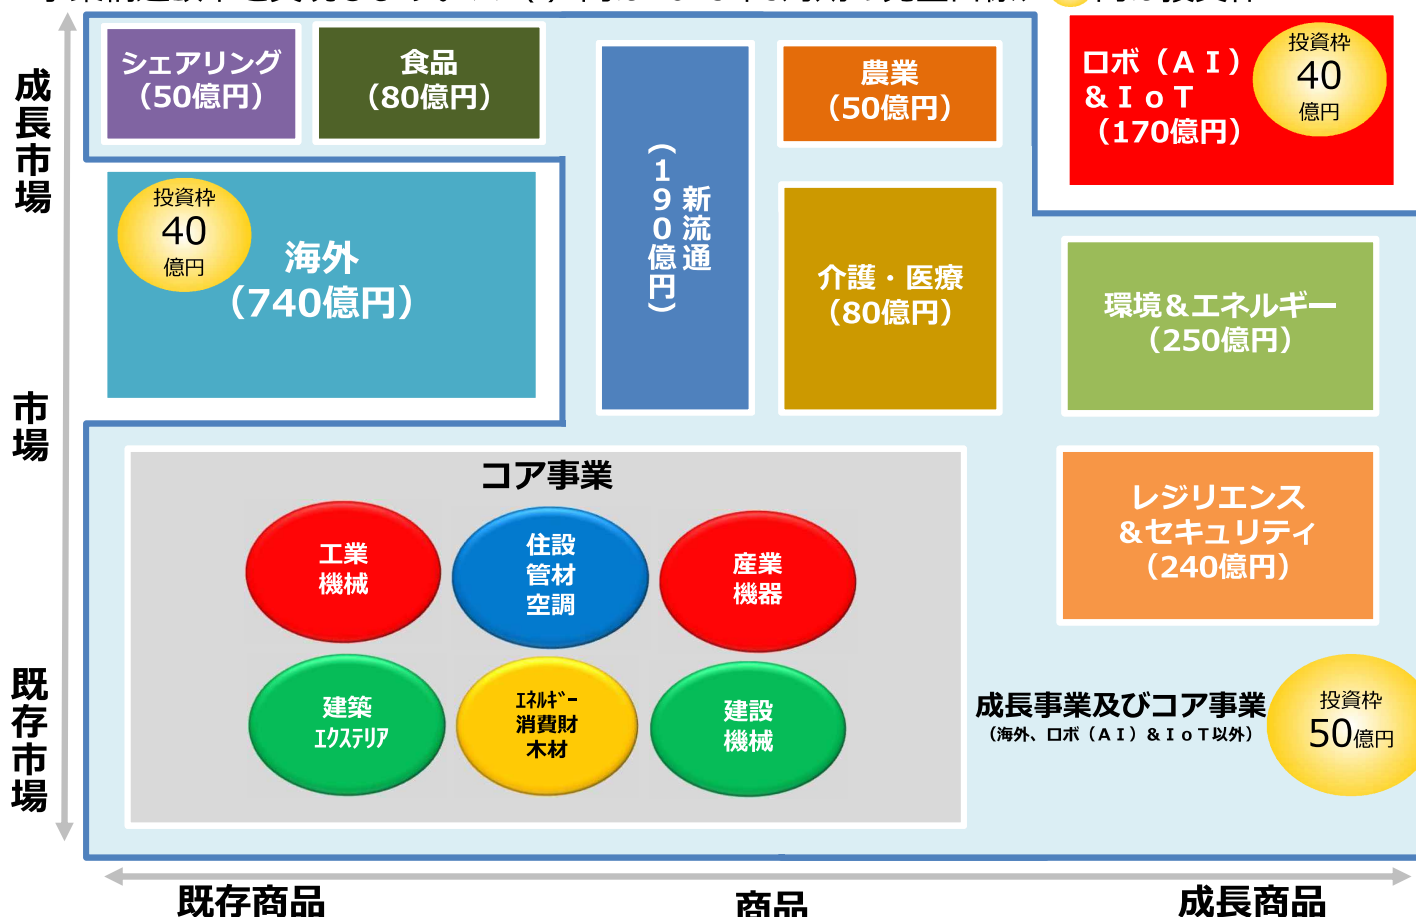 成長市場
市場
既存市場
シェアリング
（50億円）
食品
（80億円）
新流通
（190億円）
農業
（50億円）
ロボ（ＡＩ）
＆ＩｏＴ
（170億円）
投資枠
40
億円
投資枠
40
億円
海外
（740億円）
介護・医療
（80億円）
環境＆エネルギー
（250億円）
コア事業
工業
機械
住設
管材
空調
産業
機器
建築
ｴｸｽﾃﾘｱ
ｴﾈﾙｷﾞｰ
消費財
木材
建設
機械
レジリエンス
＆セキュリティ
（240億円）
成長事業及びコア事業
（海外、ロボ（ＡＩ）＆ＩｏＴ以外）
投資枠
50億円
既存商品
商品
成長商品